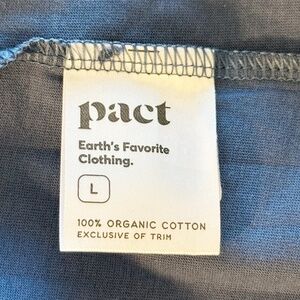 pact
Earth's Favorite
Clothing.
L
100% ORGANIC COTTON
EXCLUSIVE OF TRIM